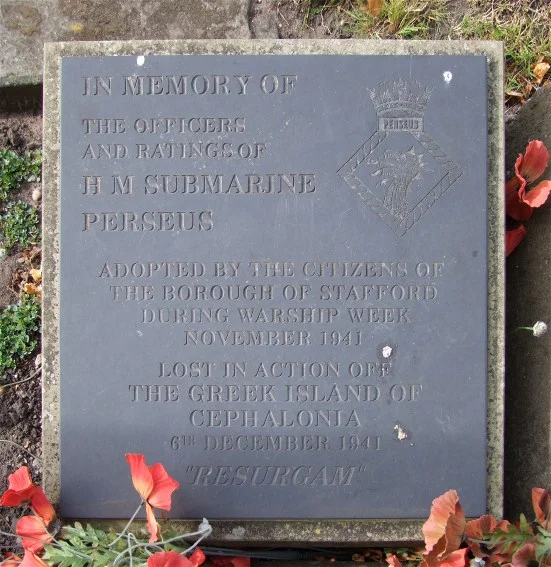 IN MEMORY OF
THE OFFICERS
AND RATINGS OF
H M SUBMARINE
PERSEUS
PERSEUS
ADOPTED BY THE CITIZENS OF
THE BOROUGH OF STAFFORD
DURING WARSHIP WEEK
NOVEMBER 1941
LOST IN ACTION OFF
THE GREEK ISLAND OF
CEPHALONIA
6TH DECEMBER 1941
"RESURGAM"